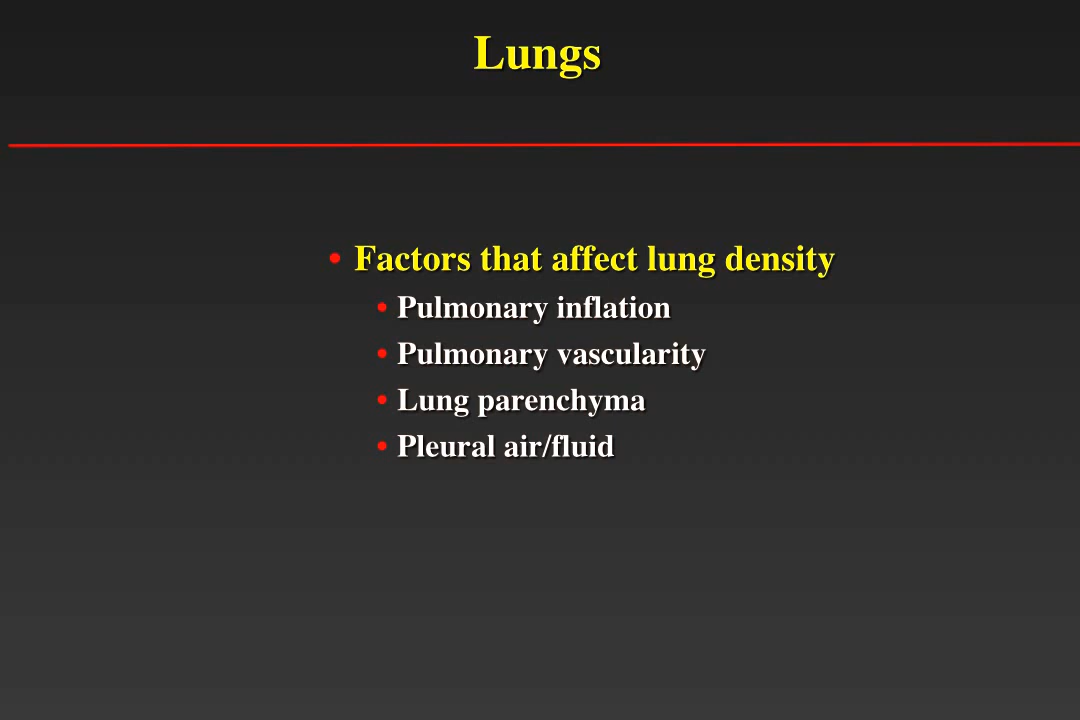 Lungs
• Factors that affect lung density
• Pulmonary inflation
• Pulmonary vascularity
• Lung parenchyma
• Pleural air/fluid